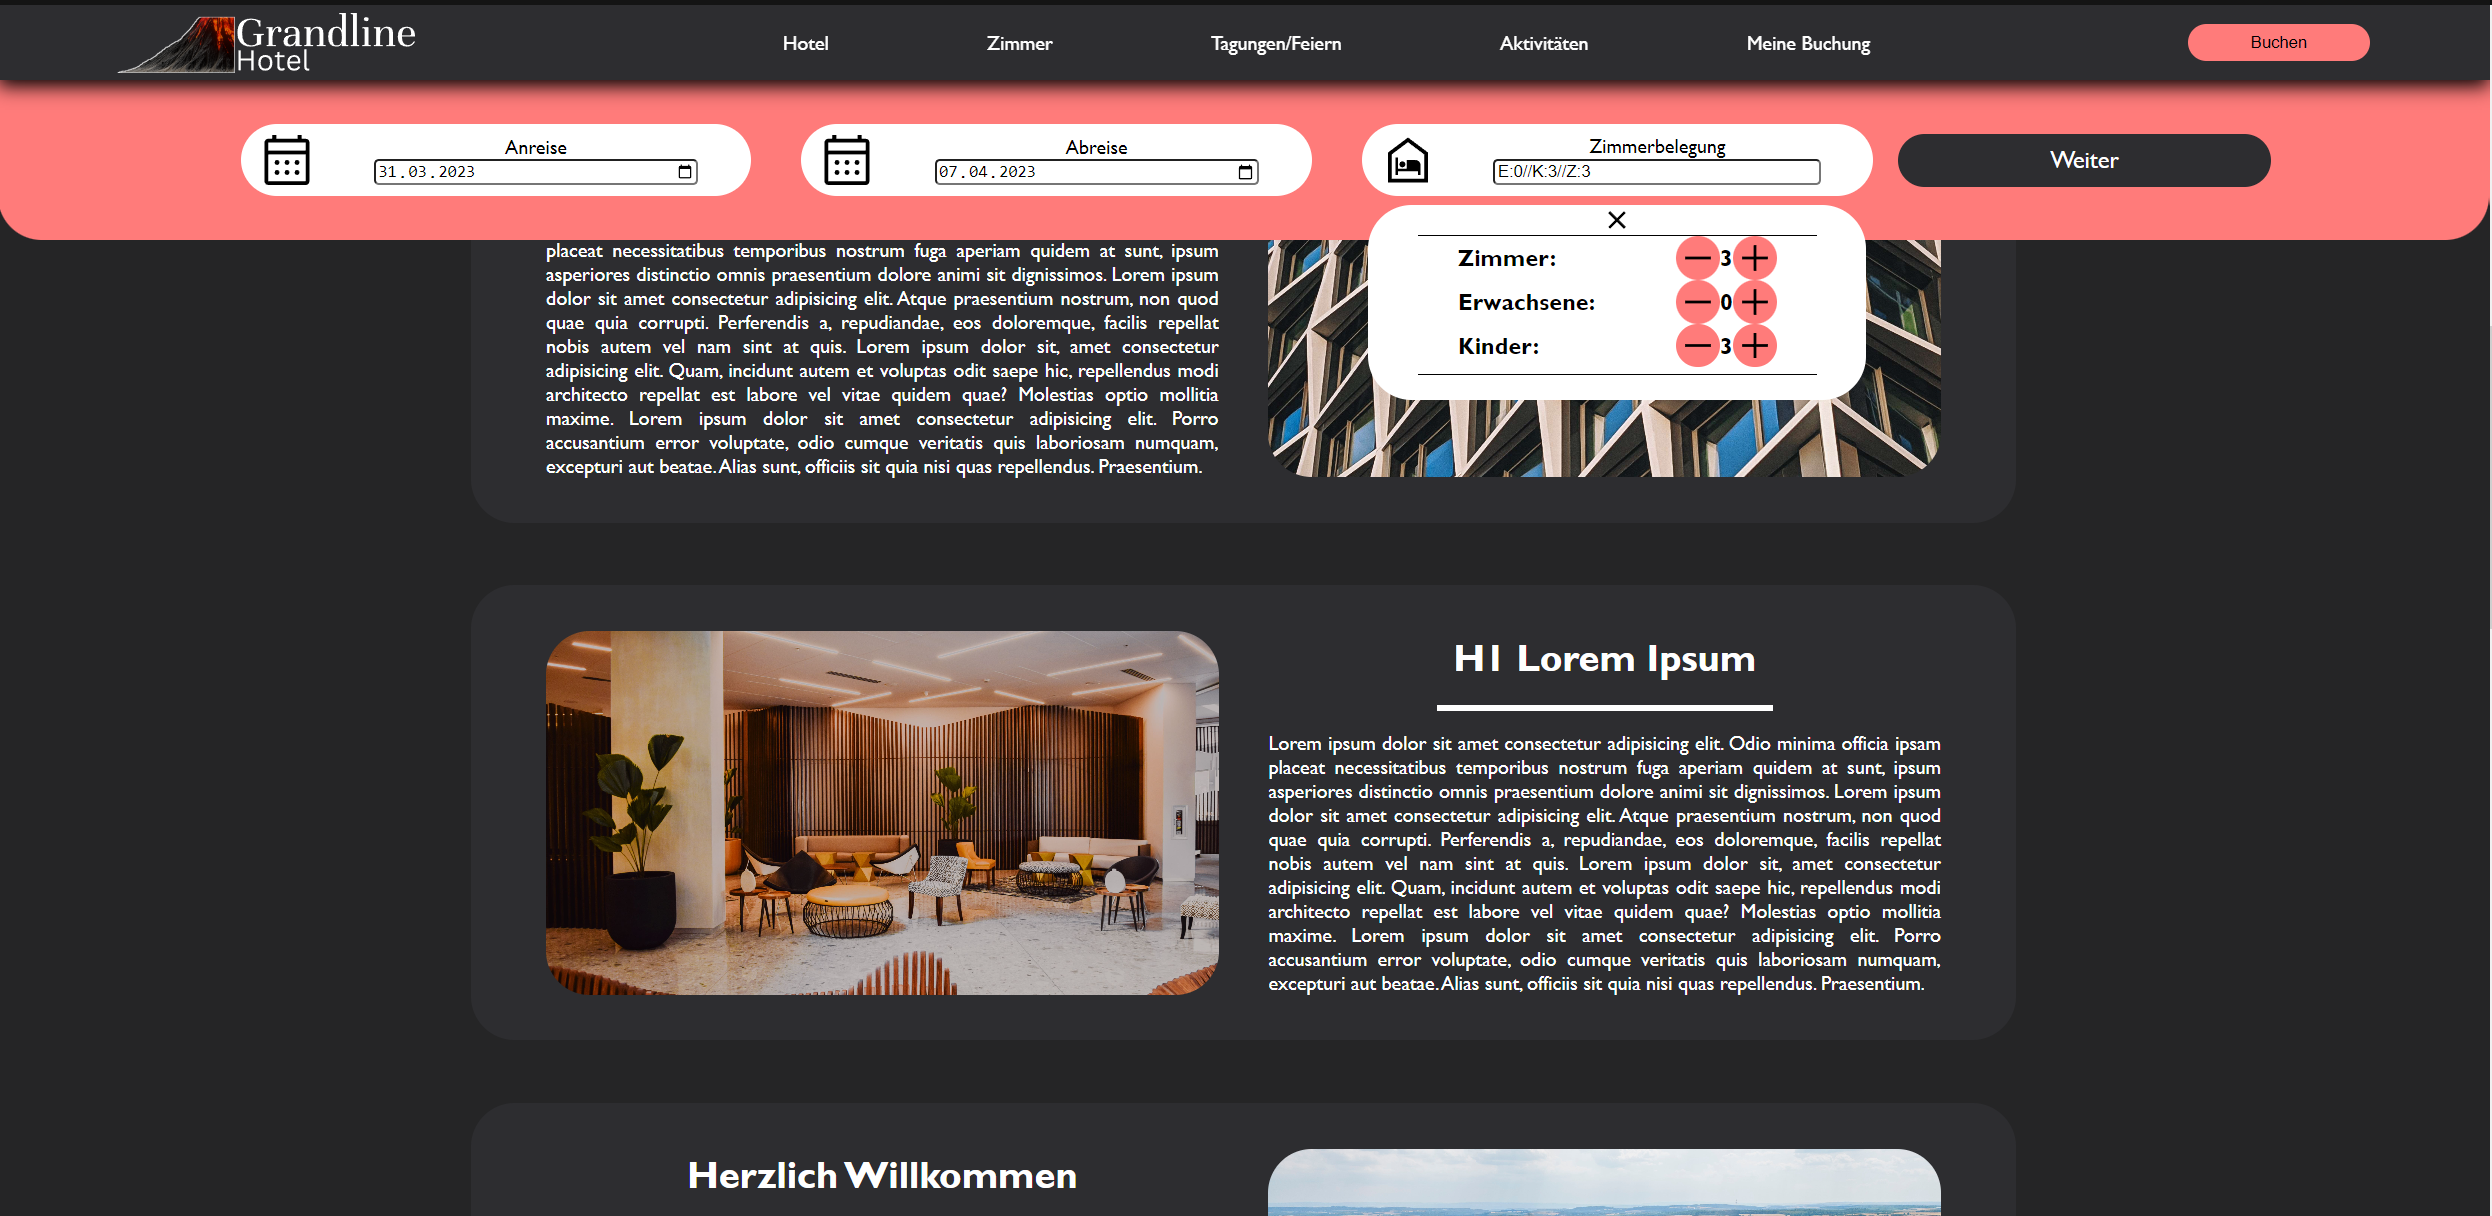 Grandline
Hotel
Hotel
Zimmer
Tagungen/Feiern
Aktivitäten
Meine Buchung
Buchen
Anreise
31.03.2023
Abreise
07.04.2023
Zimmerbelegung
E:0//K:3//Z:3
Weiter
Zimmer:
3
Erwachsene:
0
Kinder:
3
placeat necessitatibus temporibus nostrum fuga aperiam quidem at sunt, ipsum
asperiores distinctio omnis praesentium dolore animi sit dignissimos. Lorem ipsum
dolor sit amet consectetur adipisicing elit. Atque praesentium nostrum, non quod
quae quia corrupti. Perferendis a, repudiandae, eos doloremque, facilis repellat
nobis autem vel nam sint at quis. Lorem ipsum dolor sit, amet consectetur
adipisicing elit. Quam, incidunt autem et voluptas odit saepe hic, repellendus modi
architecto repellat est labore vel vitae quidem quae? Molestias optio mollitia
maxime. Lorem ipsum dolor sit amet consectetur adipisicing elit. Porro
accusantium error voluptate, odio cumque veritatis quis laboriosam numquam,
excepturi aut beatae. Alias sunt, officiis sit quia nisi quas repellendus. Praesentium.
H1 Lorem Ipsum
Lorem ipsum dolor sit amet consectetur adipisicing elit. Odio minima officia ipsam
placeat necessitatibus temporibus nostrum fuga aperiam quidem at sunt, ipsum
asperiores distinctio omnis praesentium dolore animi sit dignissimos. Lorem ipsum
dolor sit amet consectetur adipisicing elit. Atque praesentium nostrum, non quod
quae quia corrupti. Perferendis a, repudiandae, eos doloremque, facilis repellat
nobis autem vel nam sint at quis. Lorem ipsum dolor sit, amet consectetur
adipisicing elit. Quam, incidunt autem et voluptas odit saepe hic, repellendus modi
architecto repellat est labore vel vitae quidem quae? Molestias optio mollitia
maxime. Lorem ipsum dolor sit amet consectetur adipisicing elit. Porro
accusantium error voluptate, odio cumque veritatis quis laboriosam numquam,
excepturi aut beatae. Alias sunt, officiis sit quia nisi quas repellendus. Praesentium.
Herzlich Willkommen